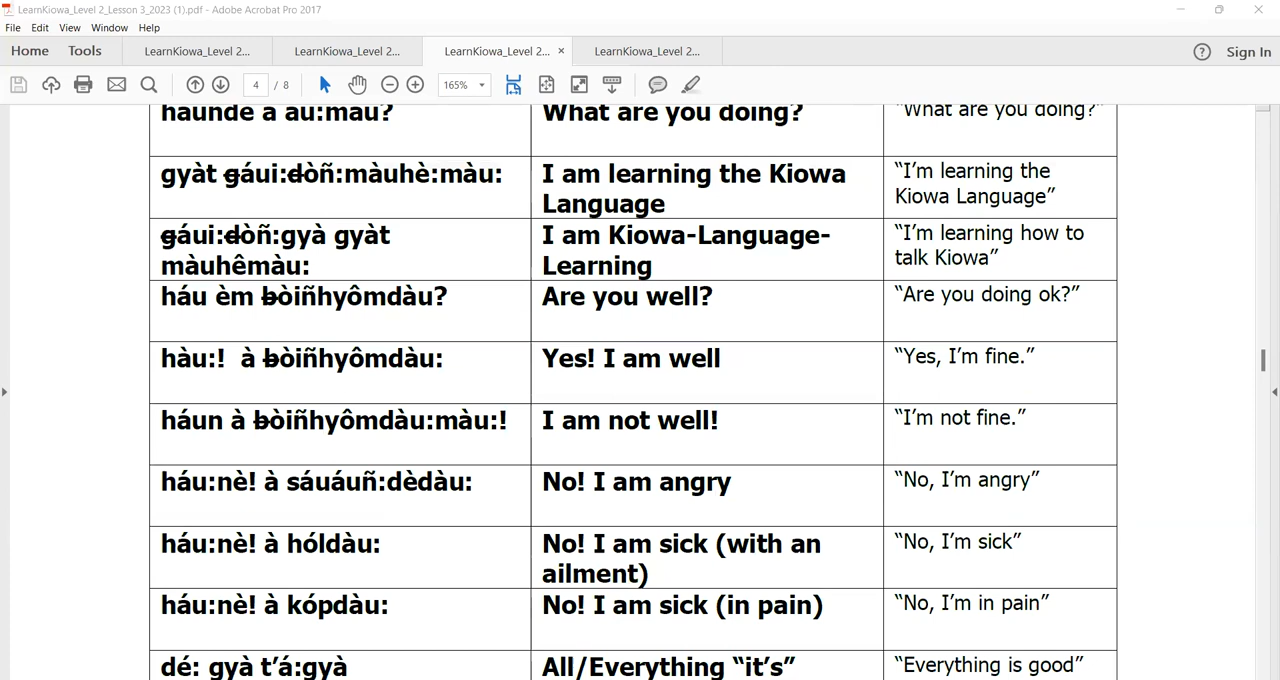 LearnKiowa_Level 2_Lesson 3_2023 (1).pdf - Adobe Acrobat Pro 2017
File Edit View Window Help
Home Tools LearnKiowa_Level 2... LearnKiowa_Level 2... LearnKiowa_Level 2... × LearnKiowa_Level 2... ? Sign In
4 / 8 165%
háundé à áu:màu? What are you doing? “What are you doing?”
gyàt g̶áui:d̶òñ:màuhè:màu: I am learning the Kiowa “I’m learning the
Language Kiowa Language”
g̶áui:d̶òñ:gyà gyàt I am Kiowa-Language- “I’m learning how to
màuhêmàu: Learning talk Kiowa”
háu èm b̶òiñhyômdàu? Are you well? “Are you doing ok?”
hàu:! à b̶òiñhyômdàu: Yes! I am well “Yes, I’m fine.”
háun à b̶òiñhyômdàu:màu:! I am not well! “I’m not fine.”
háu:nè! à sáuáuñ:dèdàu: No! I am angry “No, I’m angry”
háu:nè! à hóldàu: No! I am sick (with an “No, I’m sick”
ailment)
háu:nè! à kópdàu: No! I am sick (in pain) “No, I’m in pain”
dé: gyà t’á:gyà All/Everything “it’s” “Everything is good”